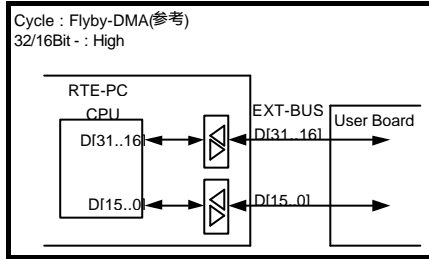 Cycle : Flyby-DMA(参考)
32/16Bit - : High
RTE-PC
CPU
EXT-BUS
User Board
D[31..16]
D[31..16]
D[15..0]
D[15..0]